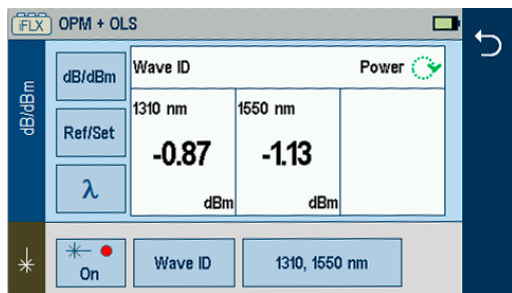 iFLX OPM + OLS
dB/dBm
dB/dBm
Ref/Set
λ
Wave ID Power
1310 nm 1550 nm
-0.87 -1.13
dBm dBm
On
Wave ID
1310, 1550 nm